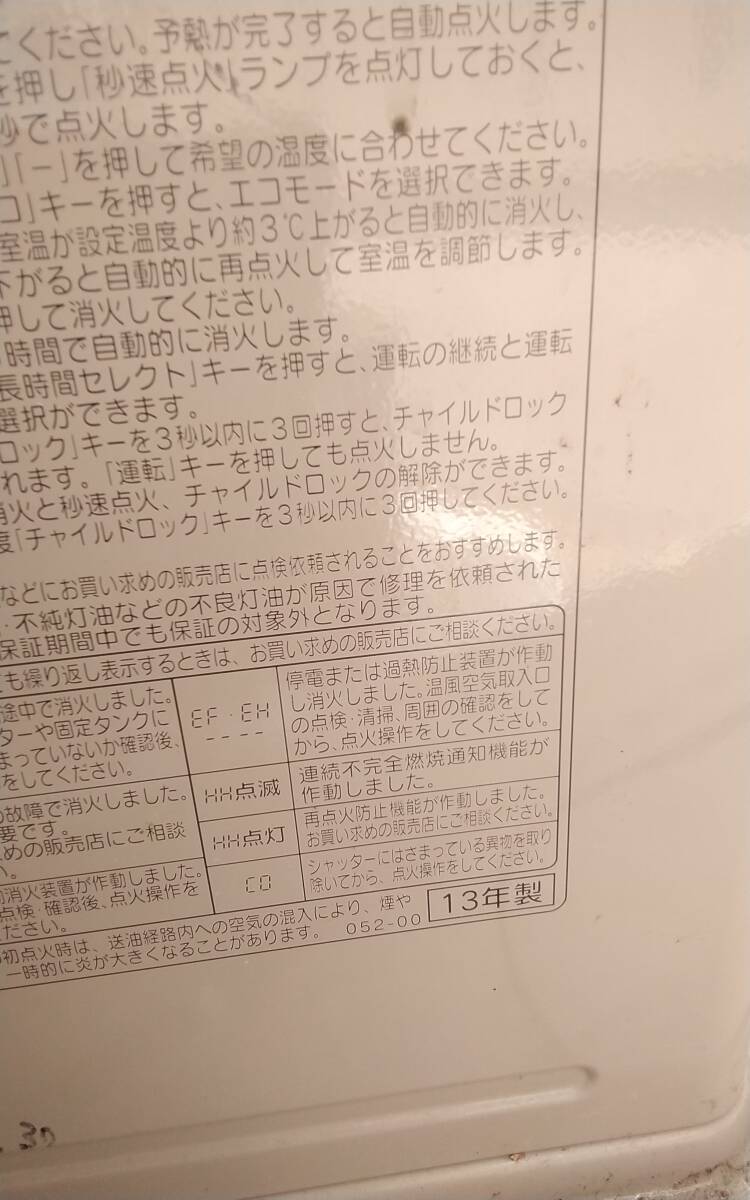 てください。予熱が完了すると自動点火します。
を押し「秒速点火」ランプを点灯しておくと、
秒で点火します。
」「－」を押して希望の温度に合わせてください。
コ」キーを押すと、エコモードを選択できます。
室温が設定温度より約3℃上がると自動的に消火し、
下がると自動的に再点火して室温を調節します。
押して消火してください。
時間で自動的に消火します。
長時間セレクト」キーを押すと、運転の継続と運転
選択ができます。
ロック」キーを3秒以内に3回押すと、チャイルドロック
れます。「運転」キーを押しても点火しません。
消火と秒速点火、チャイルドロックの解除ができます。
度「チャイルドロック」キーを3秒以内に3回押してください。
などにお買い求めの販売店に点検依頼されることをおすすめします。
・不純灯油などの不良灯油が原因で修理を依頼された
保証期間中でも保証の対象外となります。
ても繰り返し表示するときは、お買い求めの販売店にご相談ください。
途中で消火しました。
ターや固定タンクに
まっていないか確認後、
をしてください。
EF・EH
----
停電または過熱防止装置が作動
し消火しました。温風空気取入口
の点検・清掃、周囲の確認をして
から、点火操作をしてください。
の故障で消火しました。
要です。
めの販売店にご相談
い。
HH点滅
連続不完全燃焼通知機能が
作動しました。
HH点灯
再点火防止機能が作動しました。
お買い求めの販売店にご相談ください。
消火装置が作動しました。
点検・確認後、点火操作を
ださい。
CO
シャッターにはさまっている異物を取り
除いてから、点火操作をしてください。
初点火時は、送油経路内への空気の混入により、煙や
一時的に炎が大きくなることがあります。
052-00
13年製
30